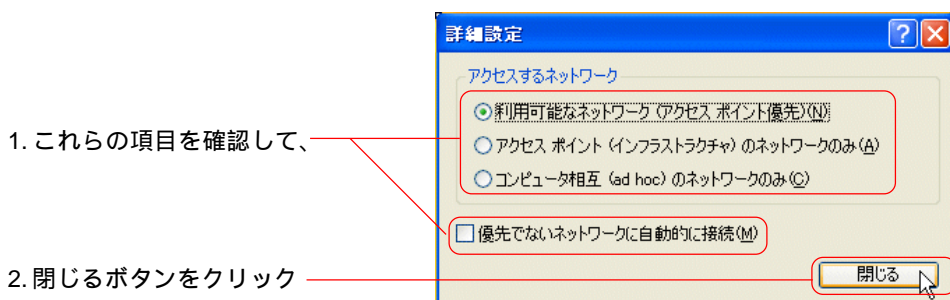 詳細設定
アクセスするネットワーク
利用可能なネットワーク (アクセス ポイント優先)(N)
1. これらの項目を確認して、
アクセス ポイント (インフラストラクチャ) のネットワークのみ(A)
コンピュータ相互 (ad hoc) のネットワークのみ(C)
優先でないネットワークに自動的に接続(M)
2. 閉じるボタンをクリック
閉じる